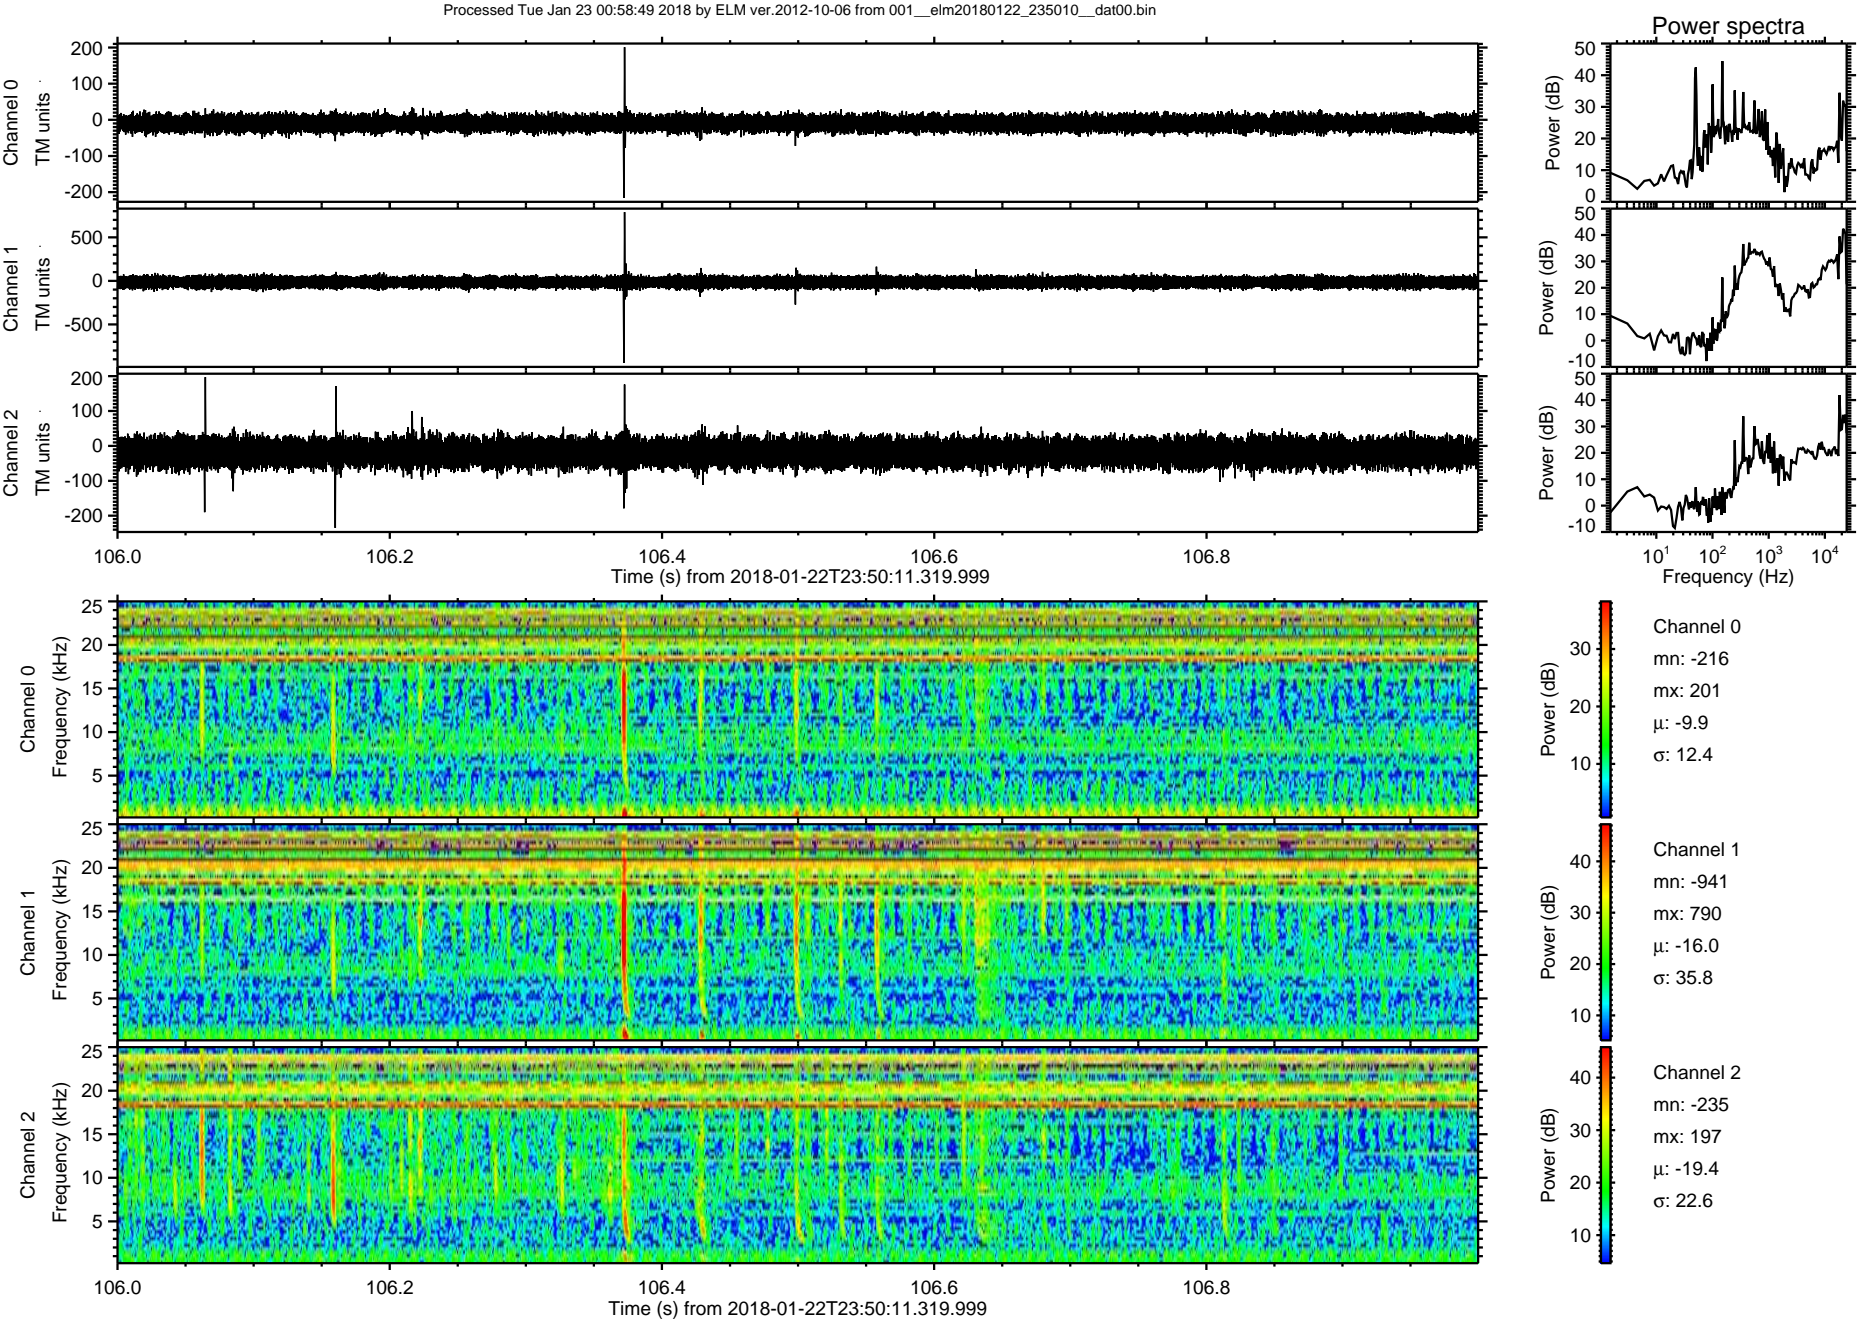 Processed Tue Jan 23 00:58:49 2018 by ELM ver.2012-10-06 from 001__elm20180122_235010__dat00.bin
Power spectra
Channel 0
TM units
200
100
0
-100
-200
Power (dB)
50
40
30
20
10
0
Channel 1
TM units
500
0
-500
Power (dB)
50
40
30
20
10
0
-10
Channel 2
TM units
200
100
0
-100
-200
Power (dB)
50
40
30
20
10
0
-10
106.0 106.2 106.4 106.6 106.8
Time (s) from 2018-01-22T23:50:11.319.999
10¹ 10² 10³ 10⁴
Frequency (Hz)
Channel 0
Frequency (kHz)
25
20
15
10
5
Power (dB)
30
20
10
Channel 0
mn: -216
mx: 201
μ: -9.9
σ: 12.4
Channel 1
Frequency (kHz)
25
20
15
10
5
Power (dB)
40
30
20
10
Channel 1
mn: -941
mx: 790
μ: -16.0
σ: 35.8
Channel 2
Frequency (kHz)
25
20
15
10
5
Power (dB)
40
30
20
10
Channel 2
mn: -235
mx: 197
μ: -19.4
σ: 22.6
106.0 106.2 106.4 106.6 106.8
Time (s) from 2018-01-22T23:50:11.319.999